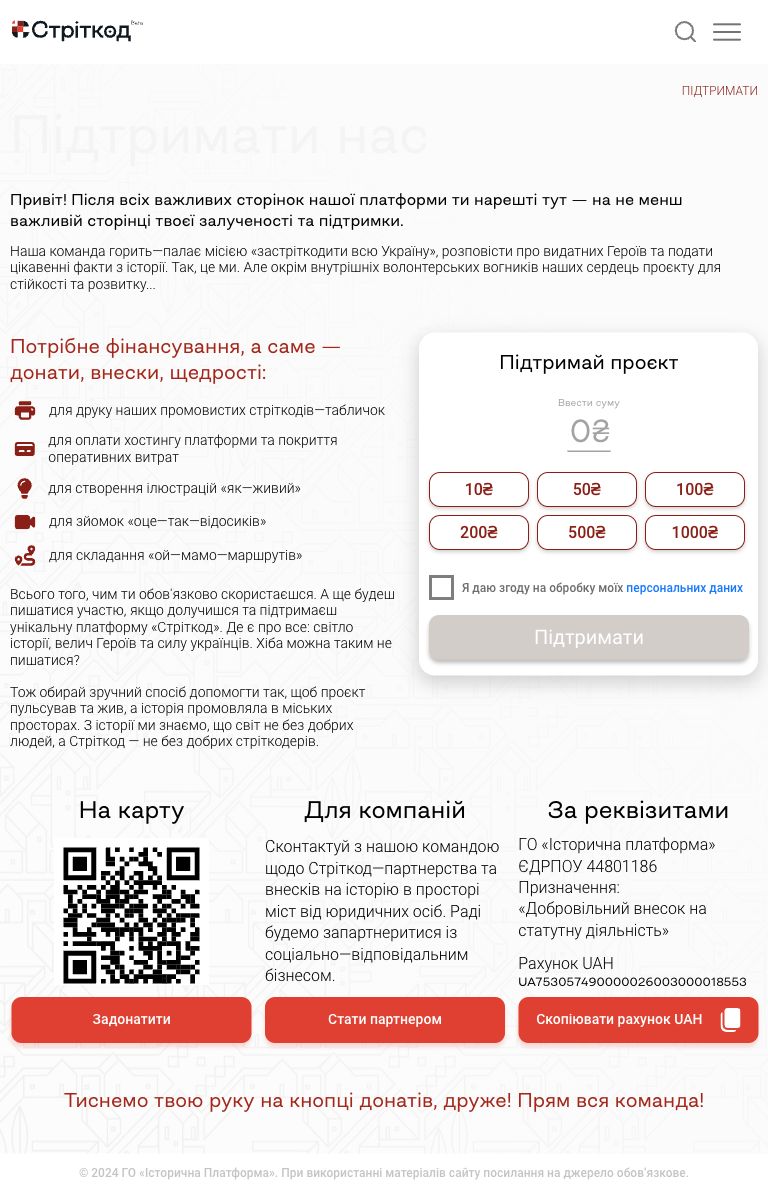 Стріткод Beta
ПІДТРИМАТИ
Підтримати нас
Привіт! Після всіх важливих сторінок нашої платформи ти нарешті тут — на не менш
важливій сторінці твоєї залученості та підтримки.
Наша команда горить—палає місією «застріткодити всю Україну», розповісти про видатних Героїв та подати
цікавенні факти з історії. Так, це ми. Але окрім внутрішніх волонтерських вогників наших сердець проєкту для
стійкості та розвитку...
Потрібне фінансування, а саме —
донати, внески, щедрості:
для друку наших промовистих стріткодів—табличок
для оплати хостингу платформи та покриття
оперативних витрат
для створення ілюстрацій «як—живий»
для зйомок «оце—так—відосиків»
для складання «ой—мамо—маршрутів»
Всього того, чим ти обов'язково скористаєшся. А ще будеш
пишатися участю, якщо долучишся та підтримаєш
унікальну платформу «Стріткод». Де є про все: світло
історії, велич Героїв та силу українців. Хіба можна таким не
пишатися?
Тож обирай зручний спосіб допомогти так, щоб проєкт
пульсував та жив, а історія промовляла в міських
просторах. З історії ми знаємо, що світ не без добрих
людей, а Стріткод — не без добрих стріткодерів.
Підтримай проєкт
Ввести суму
0₴
10₴ 50₴ 100₴
200₴ 500₴ 1000₴
Я даю згоду на обробку моїх персональних даних
Підтримати
На карту
Задонатити
Для компаній
Сконтактуй з нашою командою
щодо Стріткод—партнерства та
внесків на історію в просторі
міст від юридичних осіб. Раді
будемо запартнеритися із
соціально—відповідальним
бізнесом.
Стати партнером
За реквізитами
ГО «Історична платформа»
ЄДРПОУ 44801186
Призначення:
«Добровільний внесок на
статутну діяльність»
Рахунок UAH
UA753057490000026003000018553
Скопіювати рахунок UAH
Тиснемо твою руку на кнопці донатів, друже! Прям вся команда!
© 2024 ГО «Історична Платформа». При використанні матеріалів сайту посилання на джерело обов'язкове.